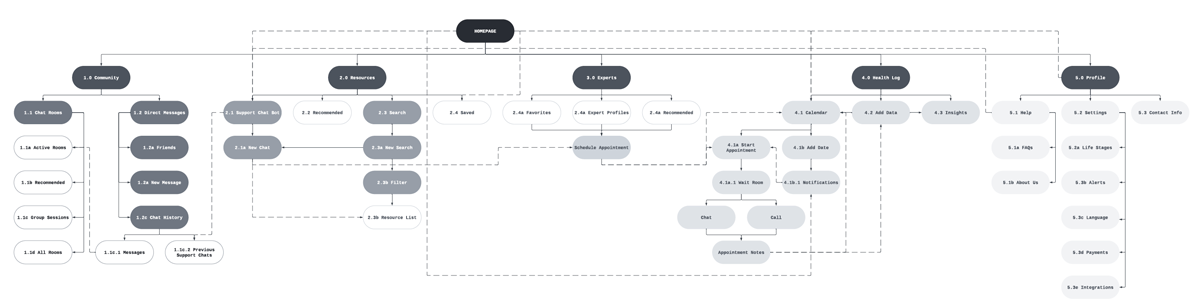 HOMEPAGE
1.0 Community
2.0 Resources
3.0 Experts
4.0 Health Log
5.0 Profile
1.1 Chat Rooms
1.2 Direct Messages
2.1 Support Chat Bot
2.2 Recommended
2.3 Search
2.4 Saved
2.4a Favorites
2.4a Expert Profiles
2.4a Recommended
4.1 Calendar
4.2 Add Data
4.3 Insights
5.1 Help
5.2 Settings
5.3 Contact Info
1.1a Active Rooms
1.2a Friends
2.1a New Chat
2.3a New Search
Schedule Appointment
4.1a Start
Appointment
4.1b Add Data
5.1a FAQs
5.2a Life Stages
1.1b Recommended
1.2a New Message
2.3b Filter
4.1a.1 Wait Room
4.1b.1 Notifications
5.1b About Us
5.3b Alerts
1.1c Group Sessions
1.2c Chat History
2.3b Resource List
Chat
Call
5.3c Language
1.1d All Rooms
1.1c.1 Messages
1.1c.2 Previous
Support Chats
Appointment Notes
5.3d Payments
5.3e Integrations